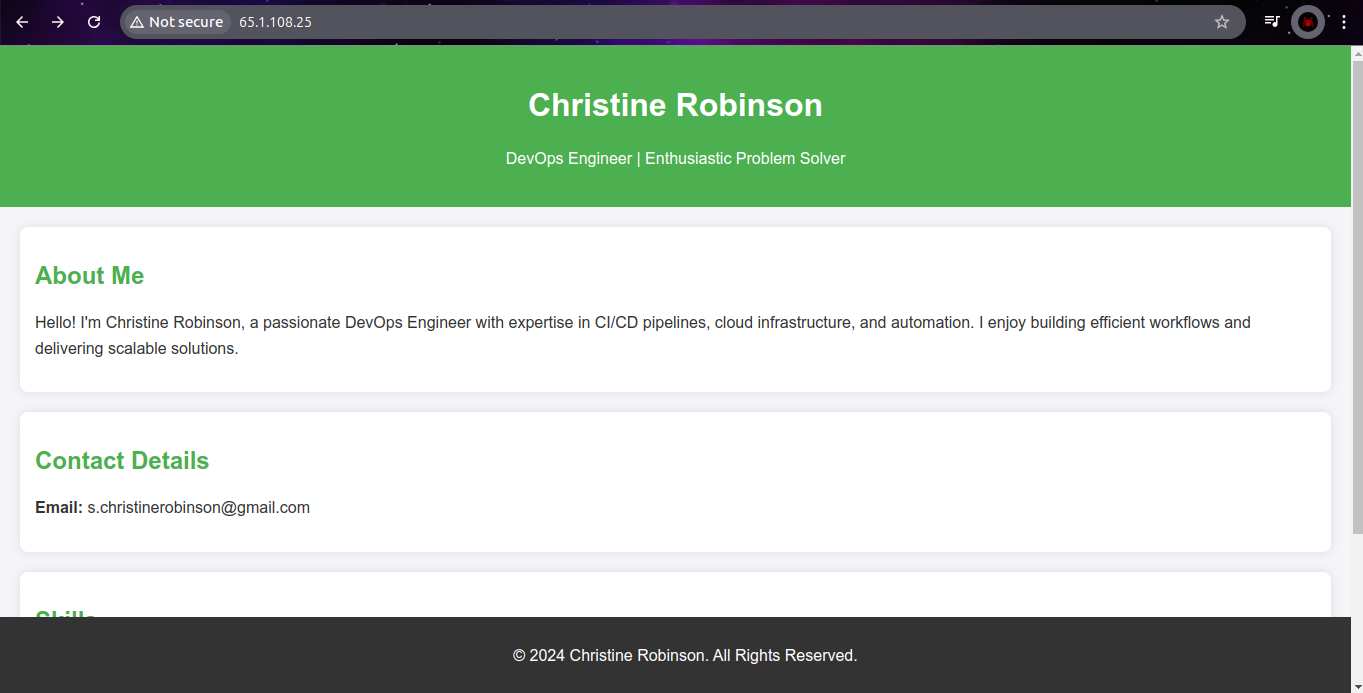 Not secure 65.1.108.25
Christine Robinson
DevOps Engineer | Enthusiastic Problem Solver
About Me
Hello! I'm Christine Robinson, a passionate DevOps Engineer with expertise in CI/CD pipelines, cloud infrastructure, and automation. I enjoy building efficient workflows and
delivering scalable solutions.
Contact Details
Email: s.christinerobinson@gmail.com
Skills
© 2024 Christine Robinson. All Rights Reserved.